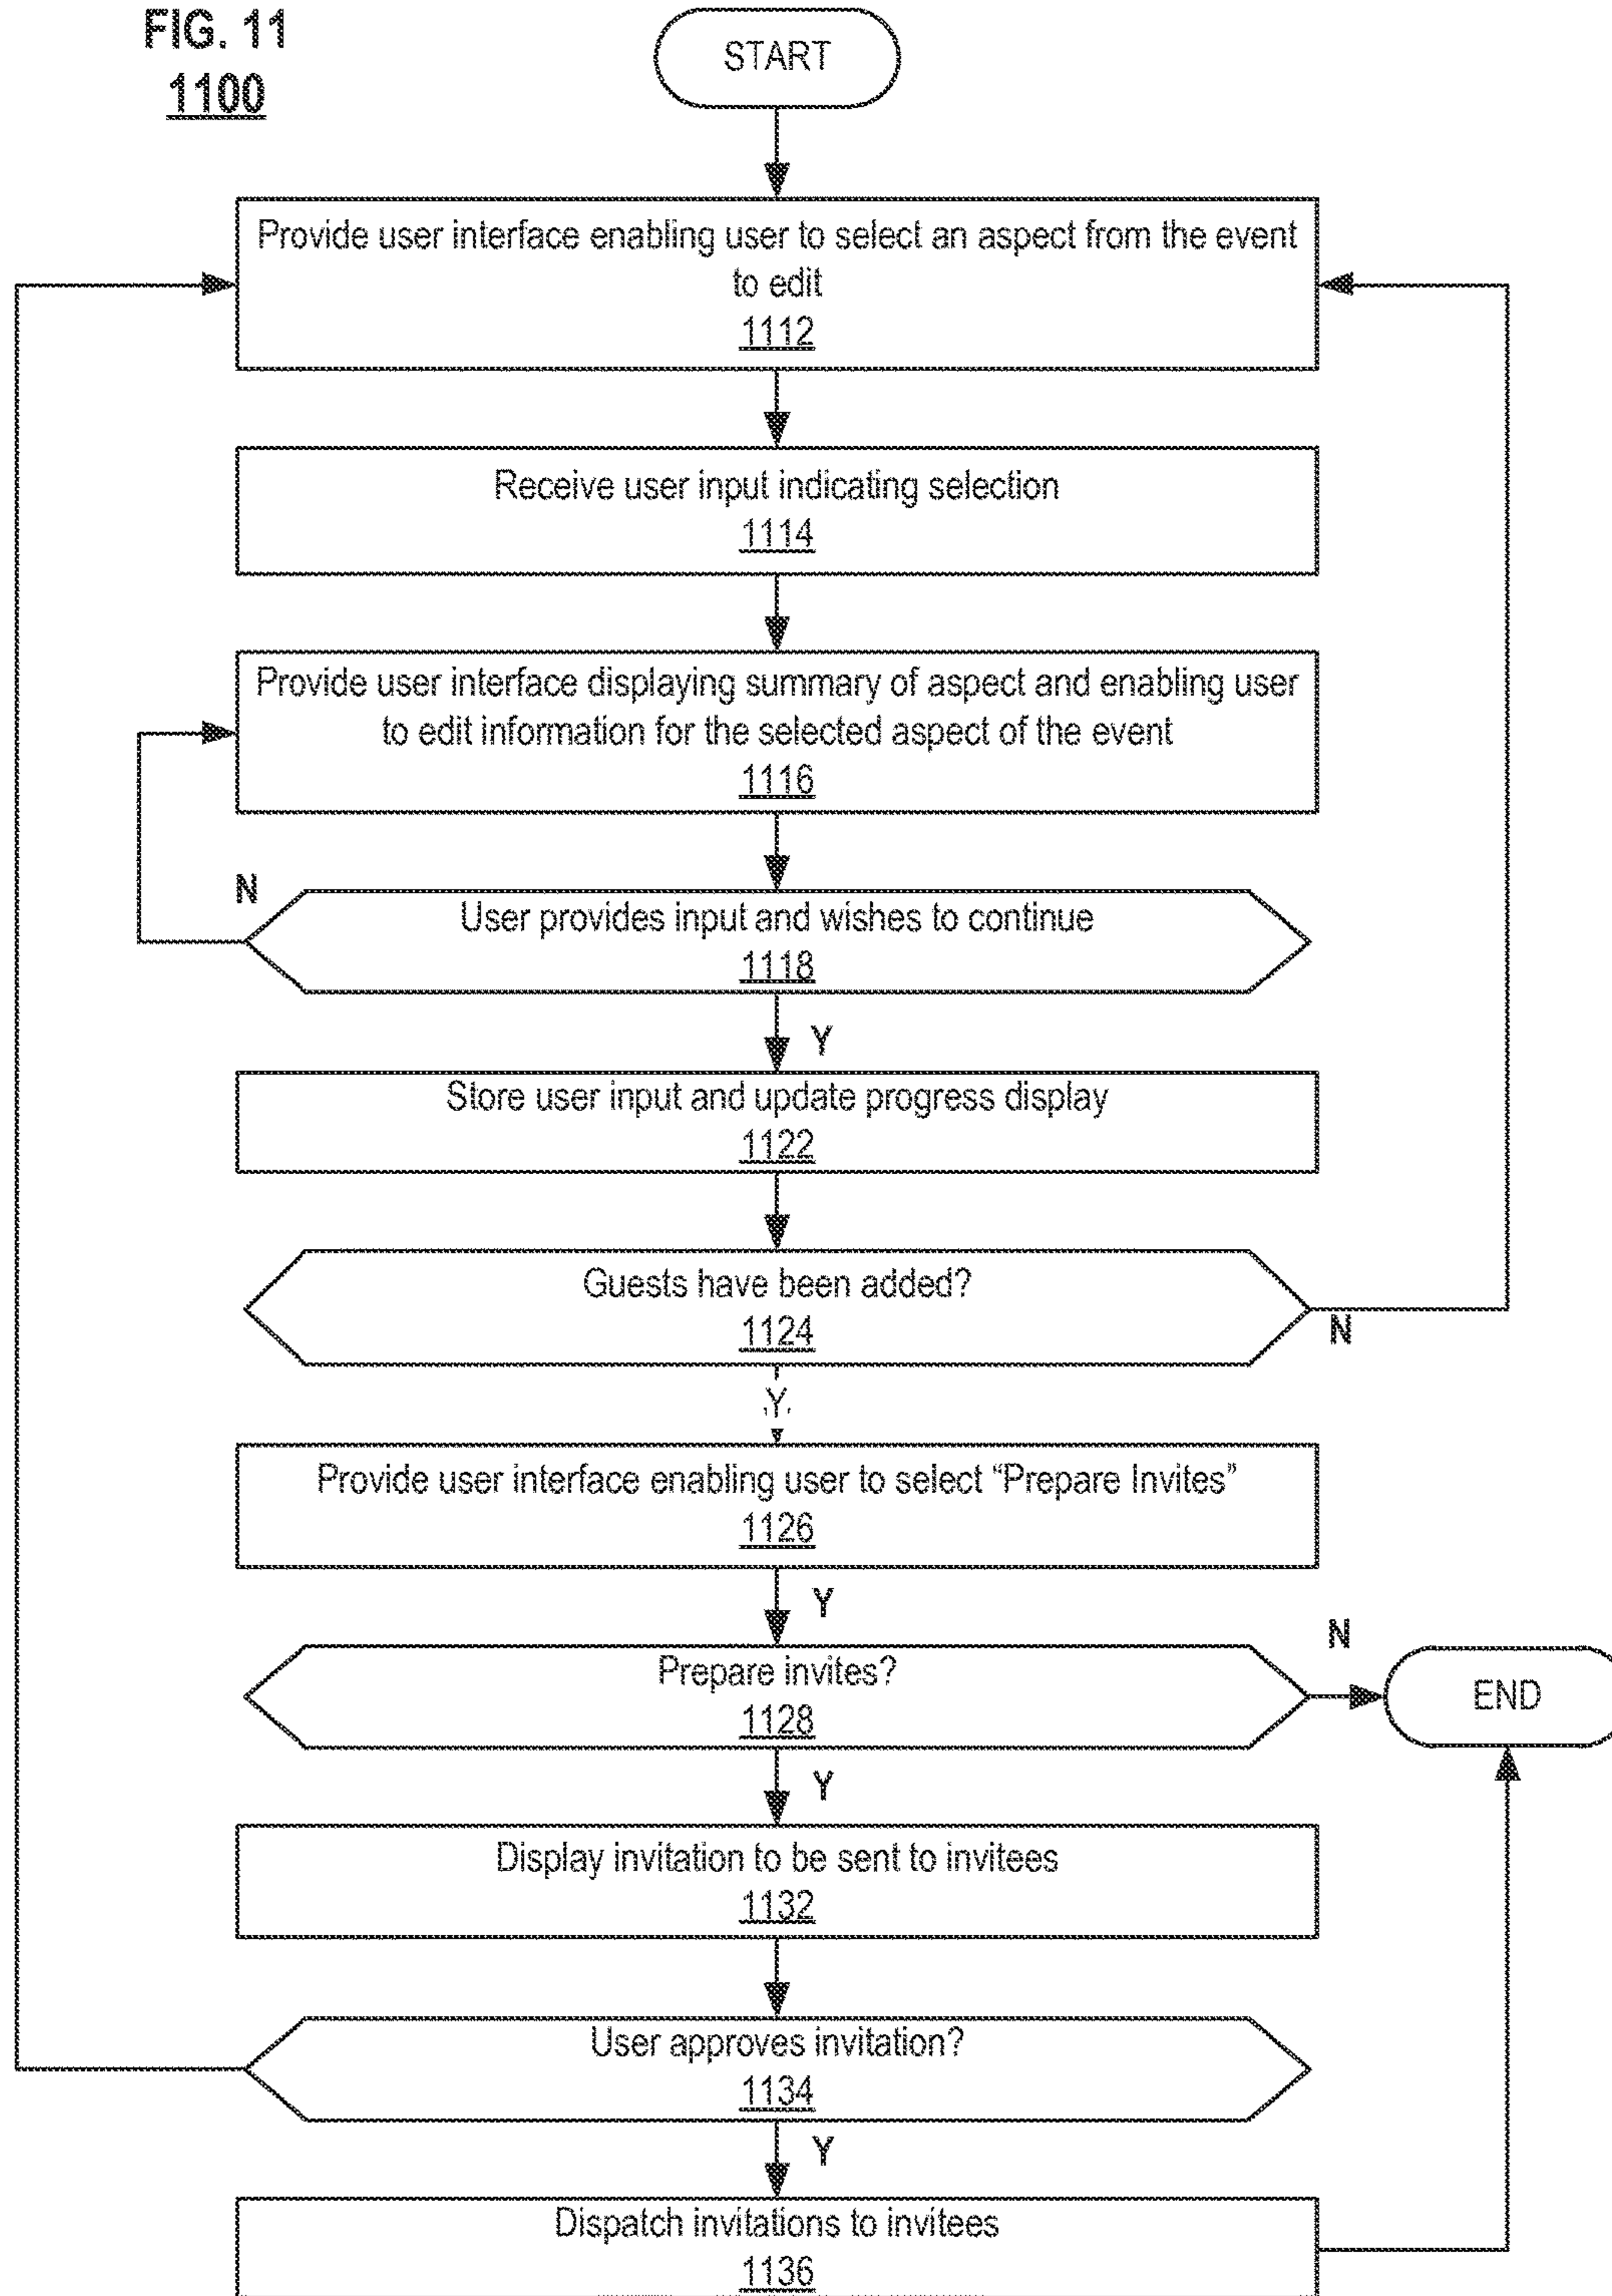 FIG. 11
1100
START
Provide user interface enabling user to select an aspect from the event
to edit
1112
Receive user input indicating selection
1114
Provide user interface displaying summary of aspect and enabling user
to edit information for the selected aspect of the event
1116
N
User provides input and wishes to continue
1118
Y
Store user input and update progress display
1122
Guests have been added?
1124
N
Y
Provide user interface enabling user to select “Prepare Invites”
1126
Y
N
Prepare invites?
1128
END
Y
Display invitation to be sent to invitees
1132
User approves invitation?
1134
Y
Dispatch invitations to invitees
1136